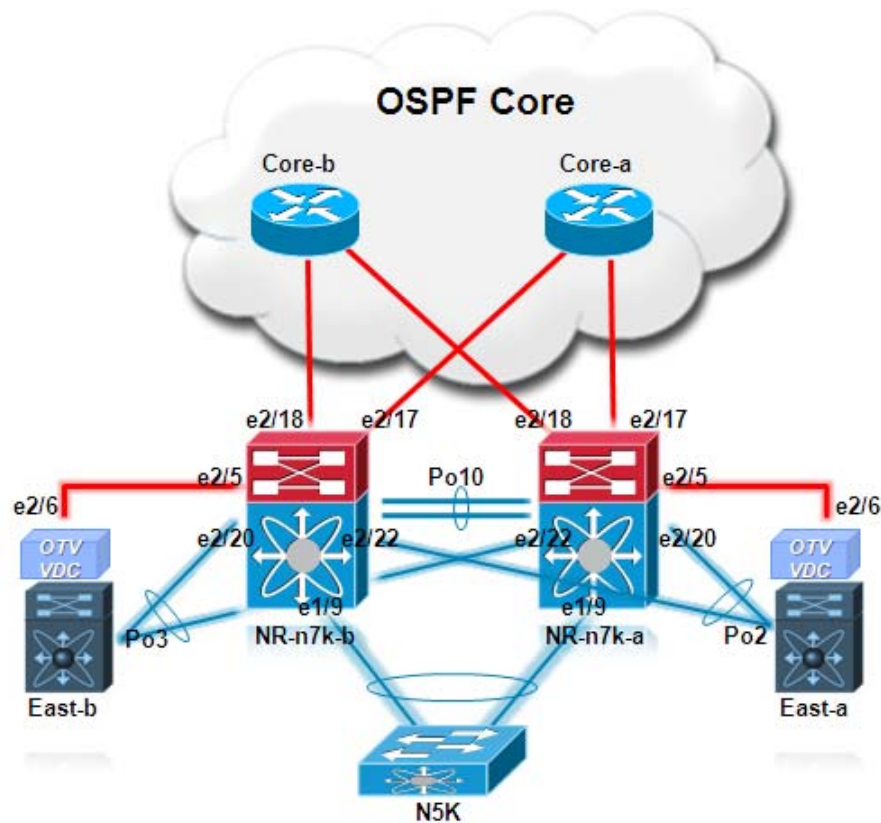 OSPF Core
Core-b
Core-a
e2/18
e2/17
e2/18
e2/17
e2/6
e2/5
Po10
e2/5
e2/6
OTV
VDC
e2/20
e2/22
e2/22
e2/20
OTV
VDC
Po3
e1/9
e1/9
Po2
NR-n7k-b
NR-n7k-a
East-b
East-a
N5K